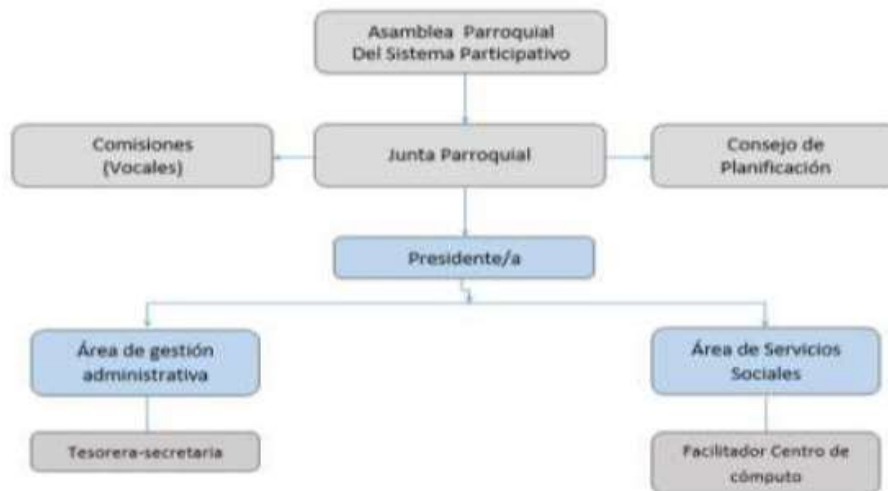 Asamblea Parroquial
Del Sistema Participativo
Comisiones
(Vocales)
Junta Parroquial
Consejo de
Planificación
Presidente/a
Área de gestión
administrativa
Área de Servicios
Sociales
Tesorera-secretaria
Facilitador Centro de
cómputo